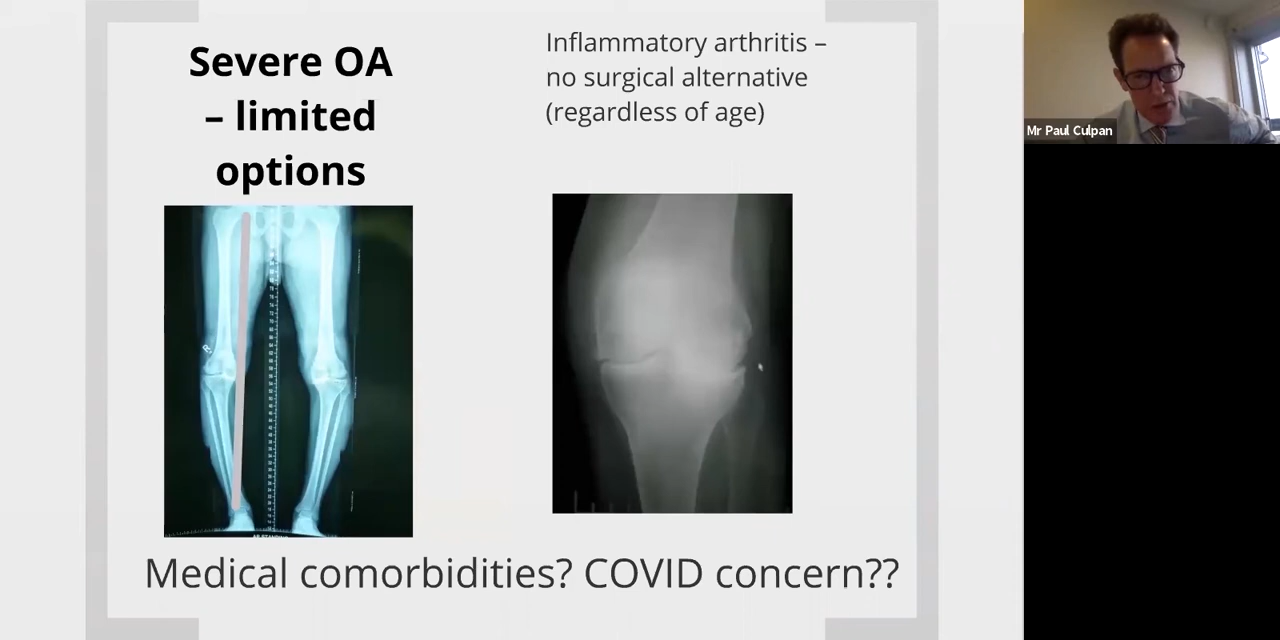 Severe OA
– limited
options
Inflammatory arthritis –
no surgical alternative
(regardless of age)
R
Medical comorbidities? COVID concern??
Mr Paul Culpan